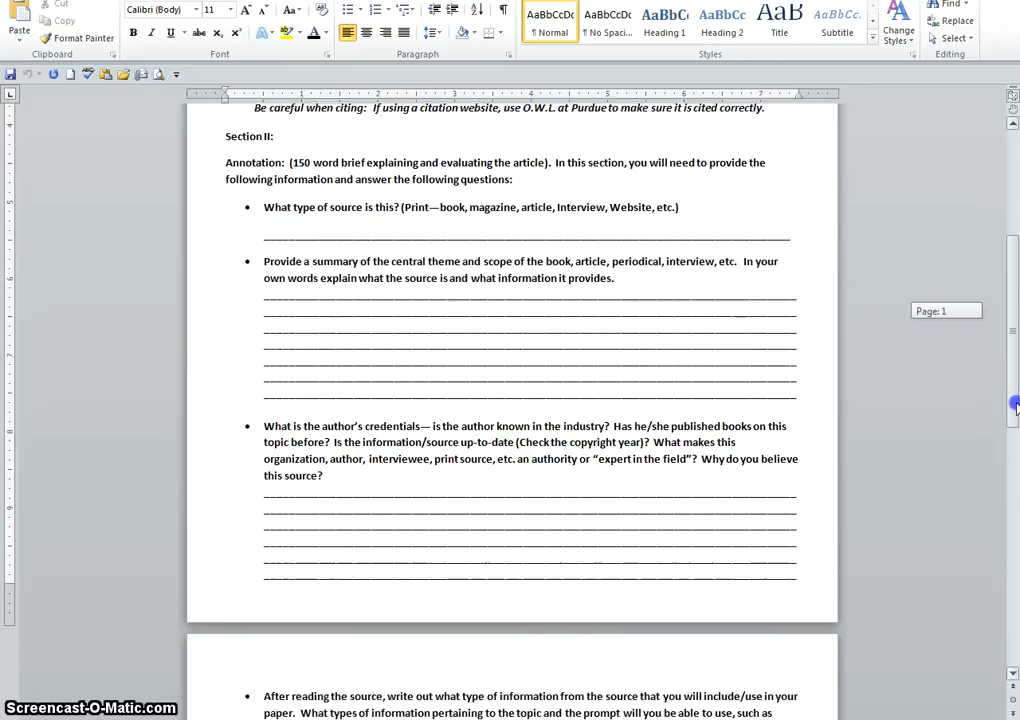 Cut
Copy
Paste
Format Painter
Clipboard
Calibri (Body)
11
Font
Paragraph
AaBbCcDc
¶ Normal
AaBbCcDc
¶ No Spaci...
AaBbC(
Heading 1
AaBbCc
Heading 2
AaB
Title
AaBbCc.
Subtitle
Change
Styles
Styles
Find
Replace
Select
Editing
Be careful when citing: If using a citation website, use O.W.L. at Purdue to make sure it is cited correctly.
Section II:
Annotation: (150 word brief explaining and evaluating the article). In this section, you will need to provide the
following information and answer the following questions:
• What type of source is this? (Print—book, magazine, article, Interview, Website, etc.)
• Provide a summary of the central theme and scope of the book, article, periodical, interview, etc. In your
own words explain what the source is and what information it provides.
Page: 1
• What is the author's credentials— is the author known in the industry? Has he/she published books on this
topic before? Is the information/source up-to-date (Check the copyright year)? What makes this
organization, author, interviewee, print source, etc. an authority or "expert in the field"? Why do you believe
this source?
• After reading the source, write out what type of information from the source that you will include/use in your
paper. What types of information pertaining to the topic and the prompt will you be able to use, such as
Screencast-O-Matic.com